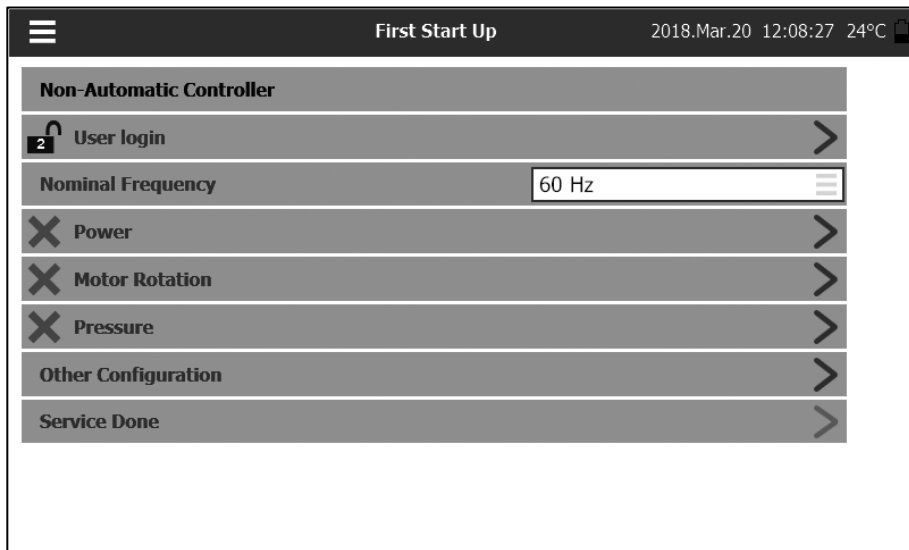 First Start Up 2018.Mar.20 12:08:27 24°C
Non-Automatic Controller
2 User login
Nominal Frequency 60 Hz
Power
Motor Rotation
Pressure
Other Configuration
Service Done